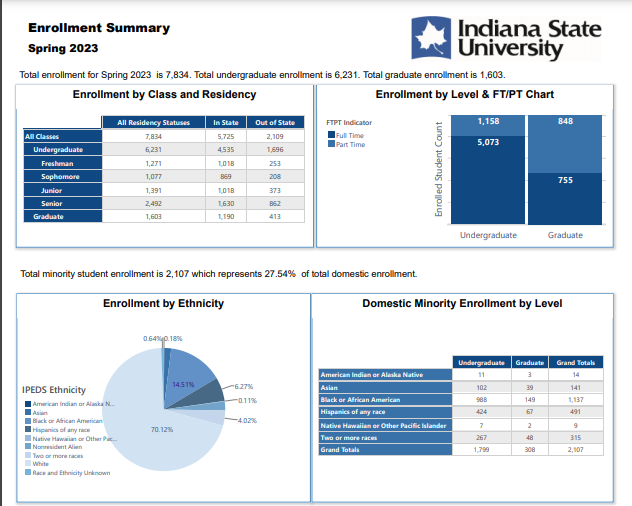 Enrollment Summary
Spring 2023
Indiana State
University
Total enrollment for Spring 2023 is 7,834. Total undergraduate enrollment is 6,231. Total graduate enrollment is 1,603.
Enrollment by Class and Residency
All Residency Statuses In State Out of State
All Classes 7,834 5,725 2,109
Undergraduate 6,231 4,535 1,696
Freshman 1,271 1,018 253
Sophomore 1,077 869 208
Junior 1,391 1,018 373
Senior 2,492 1,630 862
Graduate 1,603 1,190 413
Enrollment by Level & FT/PT Chart
FTPT Indicator
Full Time
Part Time
Enrolled Student Count
1,158 848
5,073
755
Undergraduate Graduate
Total minority student enrollment is 2,107 which represents 27.54% of total domestic enrollment.
Enrollment by Ethnicity
0.64% 0.18%
14.51%
6.27%
0.11%
4.02%
70.12%
IPEDS Ethnicity
American Indian or Alaska N...
Asian
Black or African American
Hispanics of any race
Native Hawaiian or Other Pac...
Nonresident Alien
Two or more races
White
Race and Ethnicity Unknown
Domestic Minority Enrollment by Level
Undergraduate Graduate Grand Totals
American Indian or Alaska Native 11 3 14
Asian 102 39 141
Black or African American 988 149 1,137
Hispanics of any race 424 67 491
Native Hawaiian or Other Pacific Islander 7 2 9
Two or more races 267 48 315
Grand Totals 1,799 308 2,107